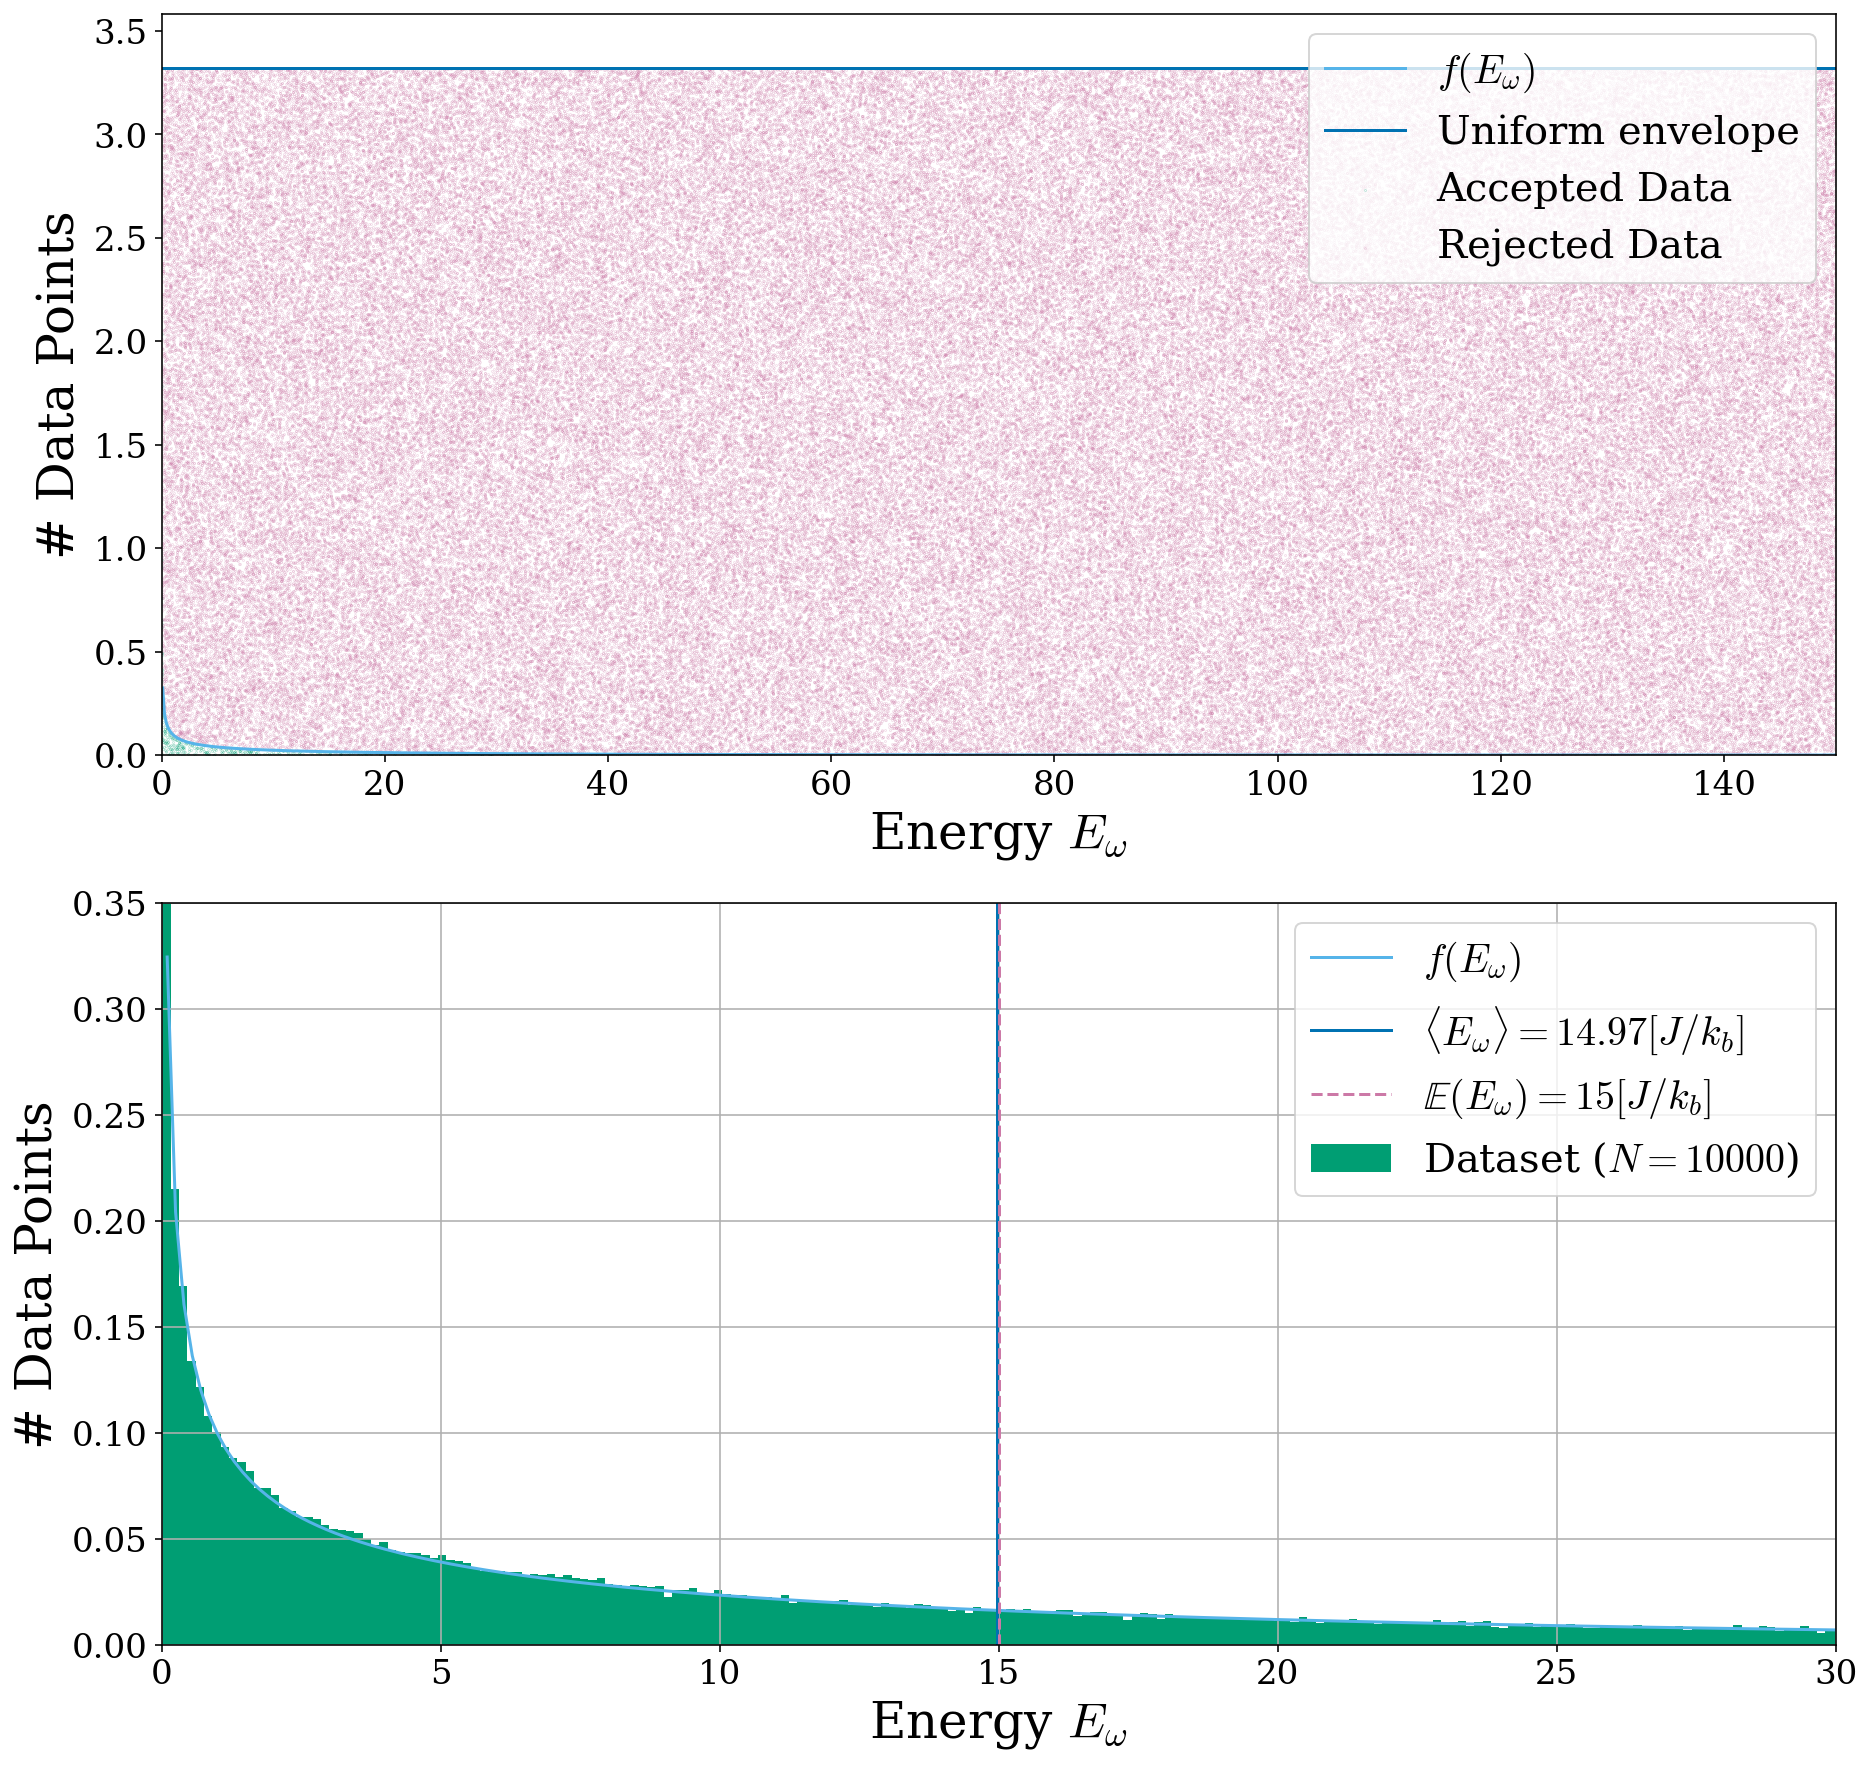 3.5
3.0
2.5
2.0
1.5
1.0
0.5
0.0
# Data Points
f(E_ω)
Uniform envelope
Accepted Data
Rejected Data
0 20 40 60 80 100 120 140
Energy E_ω
0.35
0.30
0.25
0.20
0.15
0.10
0.05
0.00
# Data Points
f(E_ω)
⟨E_ω⟩ = 14.97[J/k_b]
𝔼(E_ω) = 15[J/k_b]
Dataset (N = 10000)
0 5 10 15 20 25 30
Energy E_ω